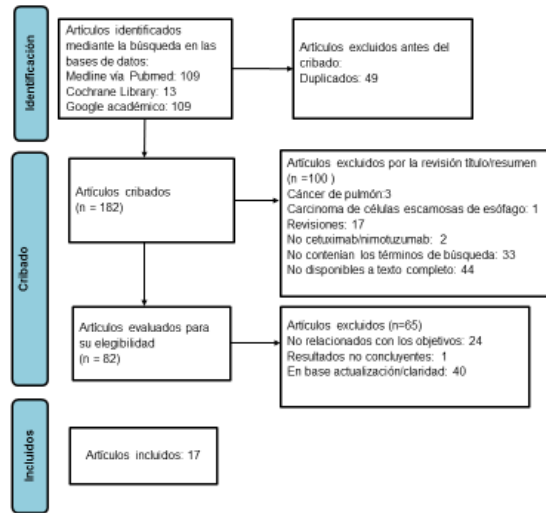 Identificación
Artículos identificados
mediante la búsqueda en las
bases de datos:
Medline vía Pubmed: 109
Cochrane Library: 13
Google académico: 109
Artículos excluidos antes del
cribado:
Duplicados: 49
Cribado
Artículos cribados
(n = 182)
Artículos excluidos por la revisión título/resumen
(n =100 )
Cáncer de pulmón:3
Carcinoma de células escamosas de esófago: 1
Revisiones: 17
No cetuximab/nimotuzumab: 2
No contenían los términos de búsqueda: 33
No disponibles a texto completo: 44
Artículos evaluados para
su elegibilidad
(n = 82)
Artículos excluidos (n=65)
No relacionados con los objetivos: 24
Resultados no concluyentes: 1
En base actualización/claridad: 40
Incluidos
Artículos incluidos: 17